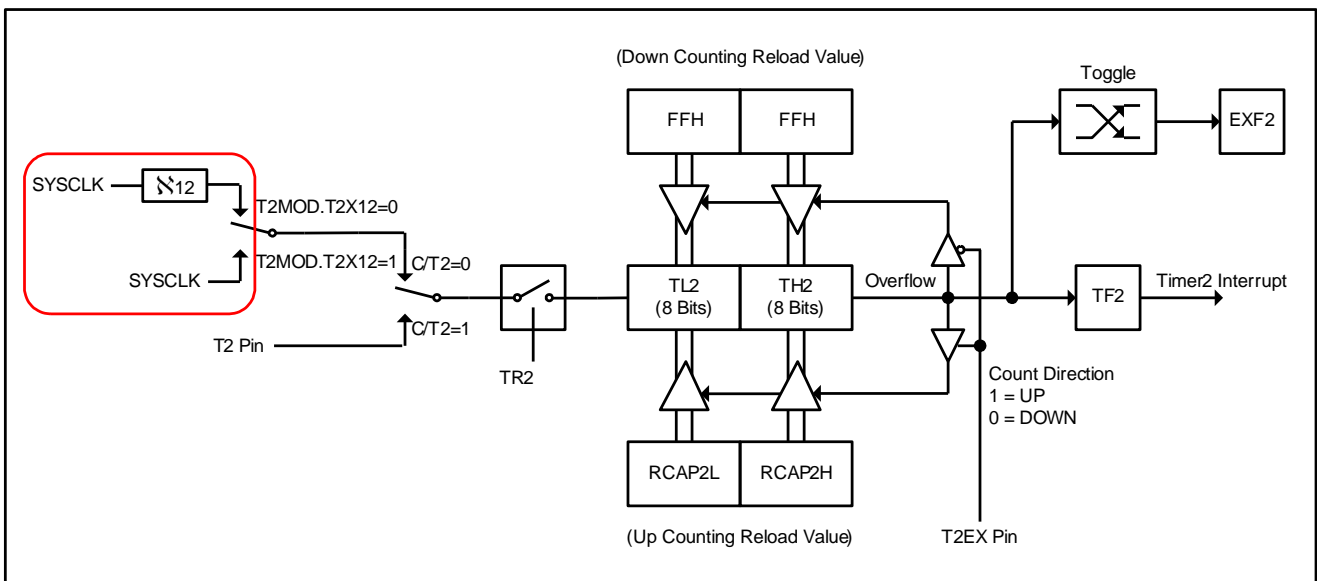 (Down Counting Reload Value)
Toggle
FFH
FFH
EXF2
SYSCLK
ℵ12
T2MOD.T2X12=0
T2MOD.T2X12=1
SYSCLK
C/T2=0
C/T2=1
T2 Pin
TR2
TL2
(8 Bits)
TH2
(8 Bits)
Overflow
TF2
Timer2 Interrupt
Count Direction
1 = UP
0 = DOWN
RCAP2L
RCAP2H
(Up Counting Reload Value)
T2EX Pin